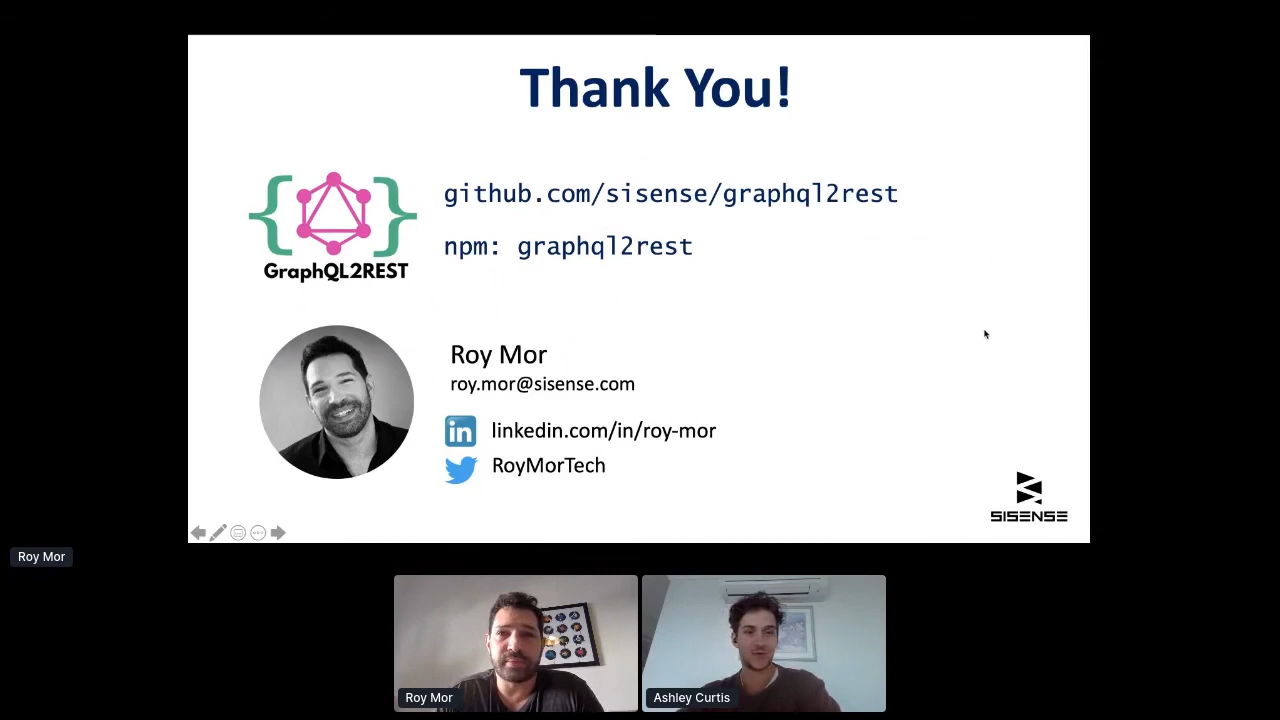 Thank You!
github.com/sisense/graphql2rest
npm: graphql2rest
GraphQL2REST
Roy Mor
roy.mor@sisense.com
in linkedin.com/in/roy-mor
RoyMorTech
SISENSE
Roy Mor
Roy Mor
Ashley Curtis